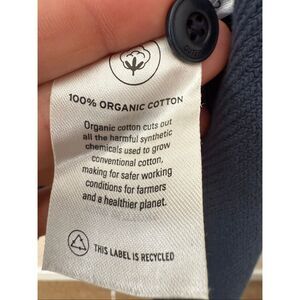 100% ORGANIC COTTON
Organic cotton cuts out
all the harmful synthetic
chemicals used to grow
conventional cotton,
making for safer working
conditions for farmers
and a healthier planet.
THIS LABEL IS RECYCLED